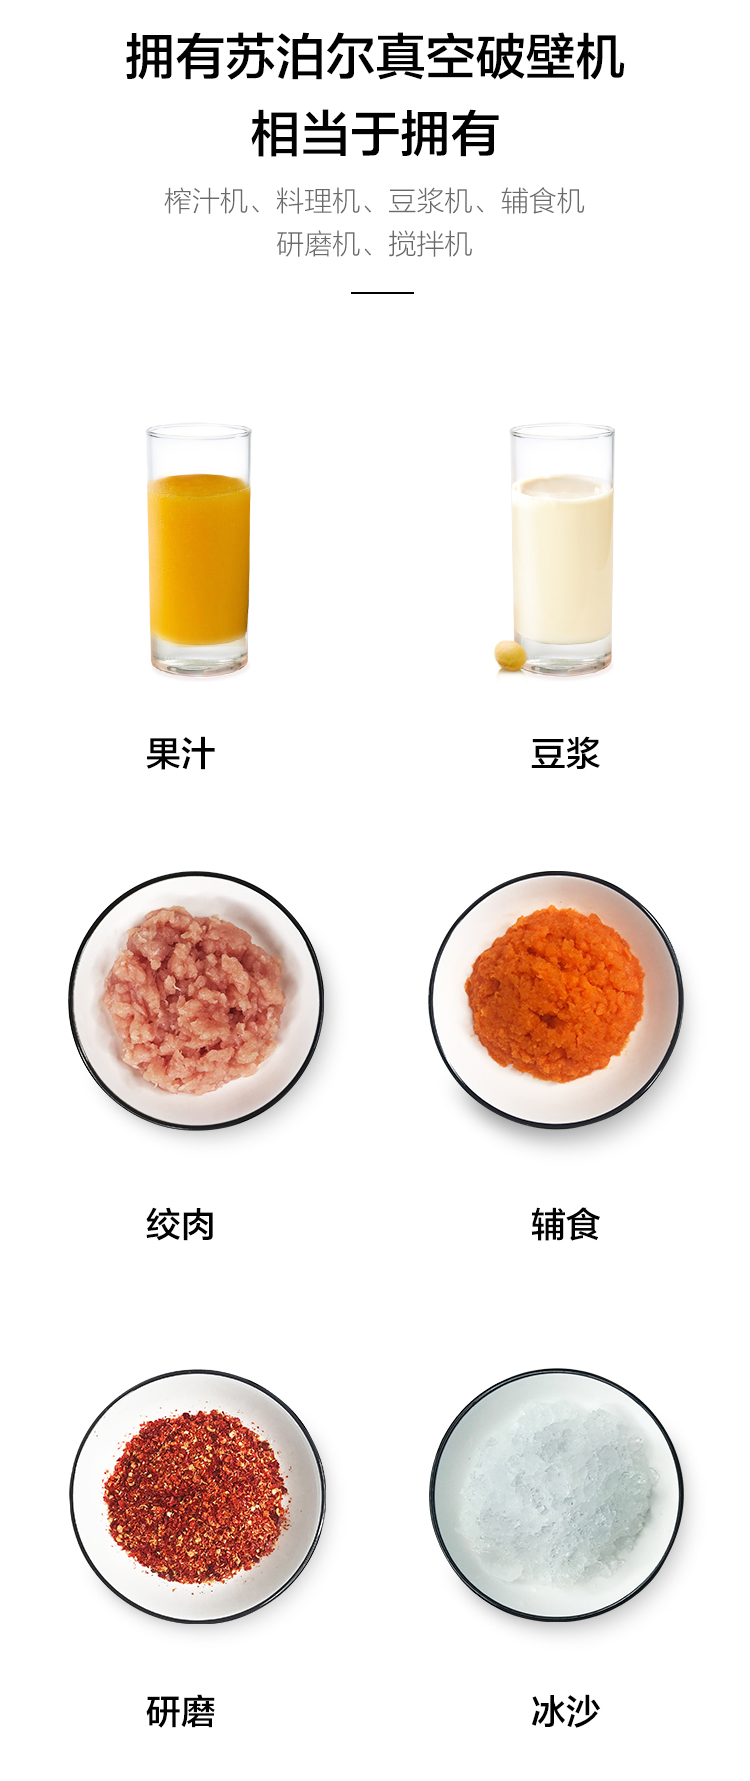 拥有苏泊尔真空破壁机
相当于拥有
榨汁机、料理机、豆浆机、辅食机
研磨机、搅拌机
果汁
豆浆
绞肉
辅食
研磨
冰沙